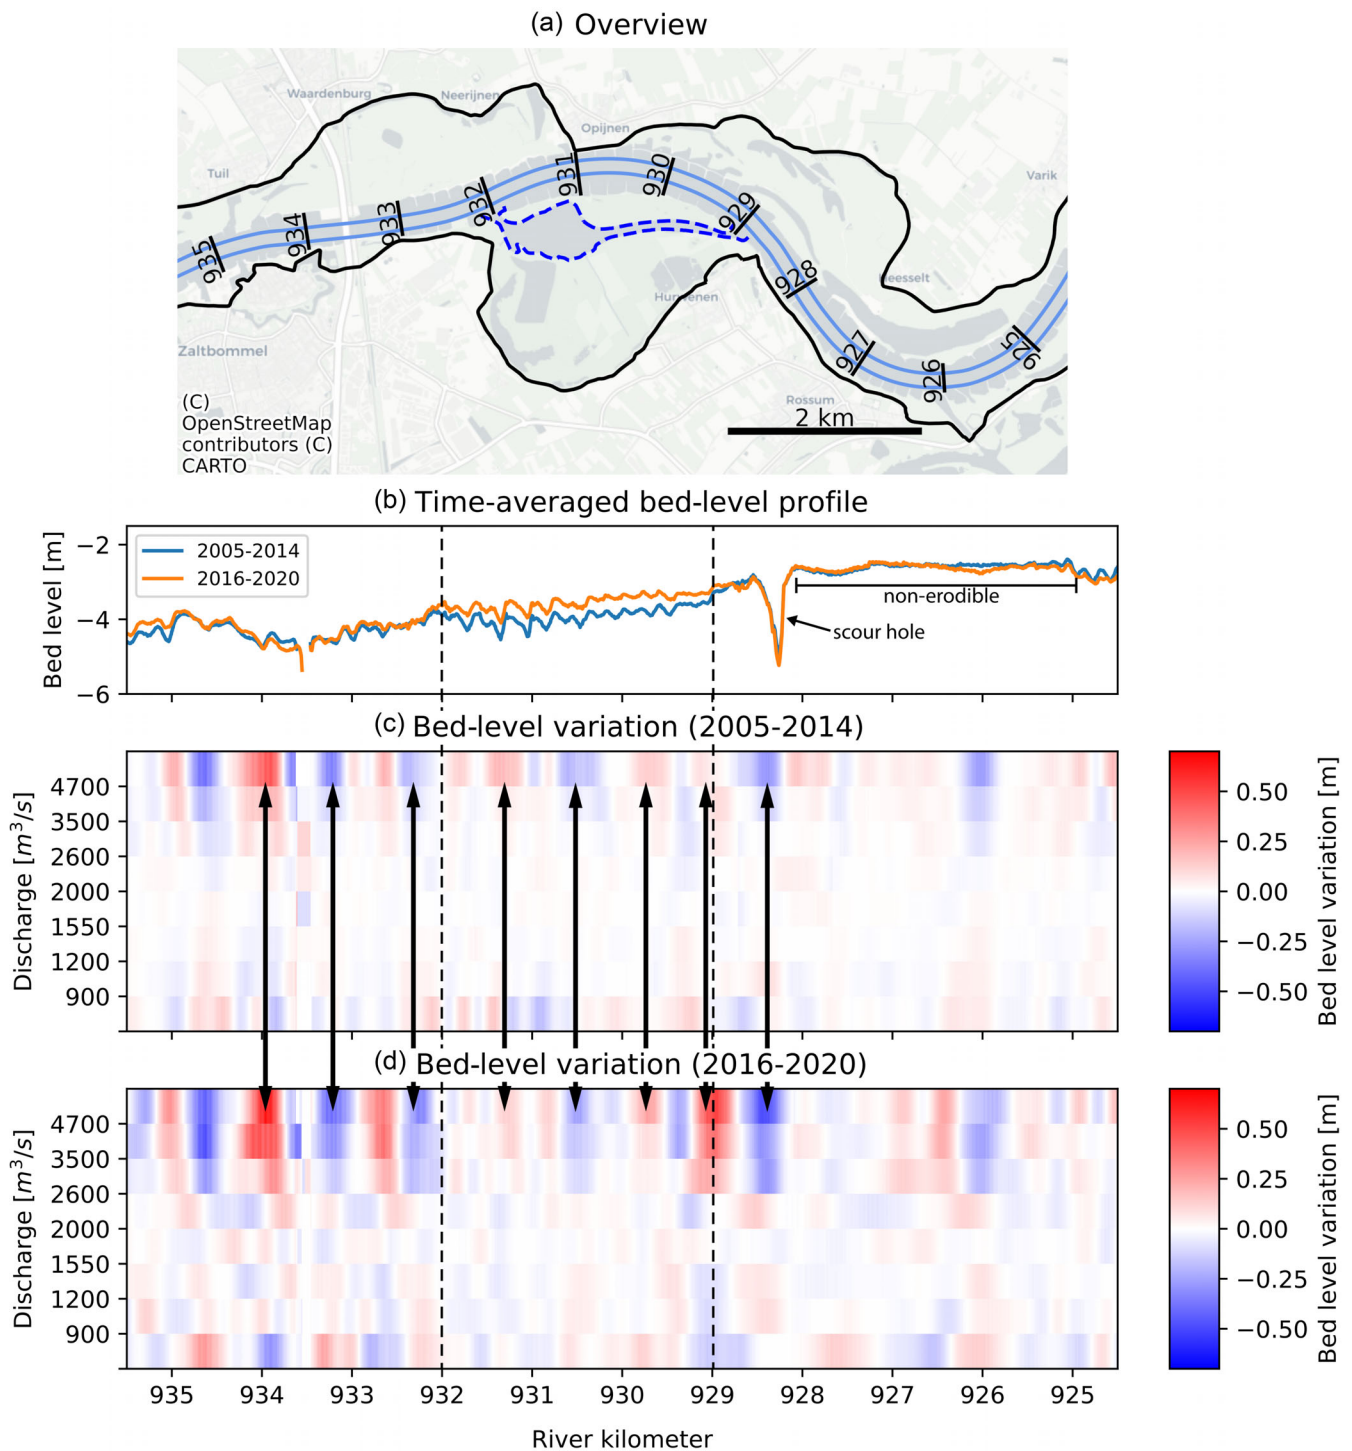 (a) Overview
Waardenburg
Neerijnen
Opijnen
Tuil
Varik
935
934
933
932
931
930
929
928
927
926
925
Heesselt
Zaltbommel
Rossum
2 km
(C)
OpenStreetMap
contributors (C)
CARTO
(b) Time-averaged bed-level profile
Bed level [m]
−2
−4
−6
2005-2014
2016-2020
non-erodible
scour hole
(c) Bed-level variation (2005-2014)
Discharge [m³/s]
4700
3500
2600
2000
1550
1200
900
0.50
0.25
0.00
−0.25
−0.50
Bed level variation [m]
(d) Bed-level variation (2016-2020)
Discharge [m³/s]
4700
3500
2600
2000
1550
1200
900
0.50
0.25
0.00
−0.25
−0.50
Bed level variation [m]
935 934 933 932 931 930 929 928 927 926 925
River kilometer